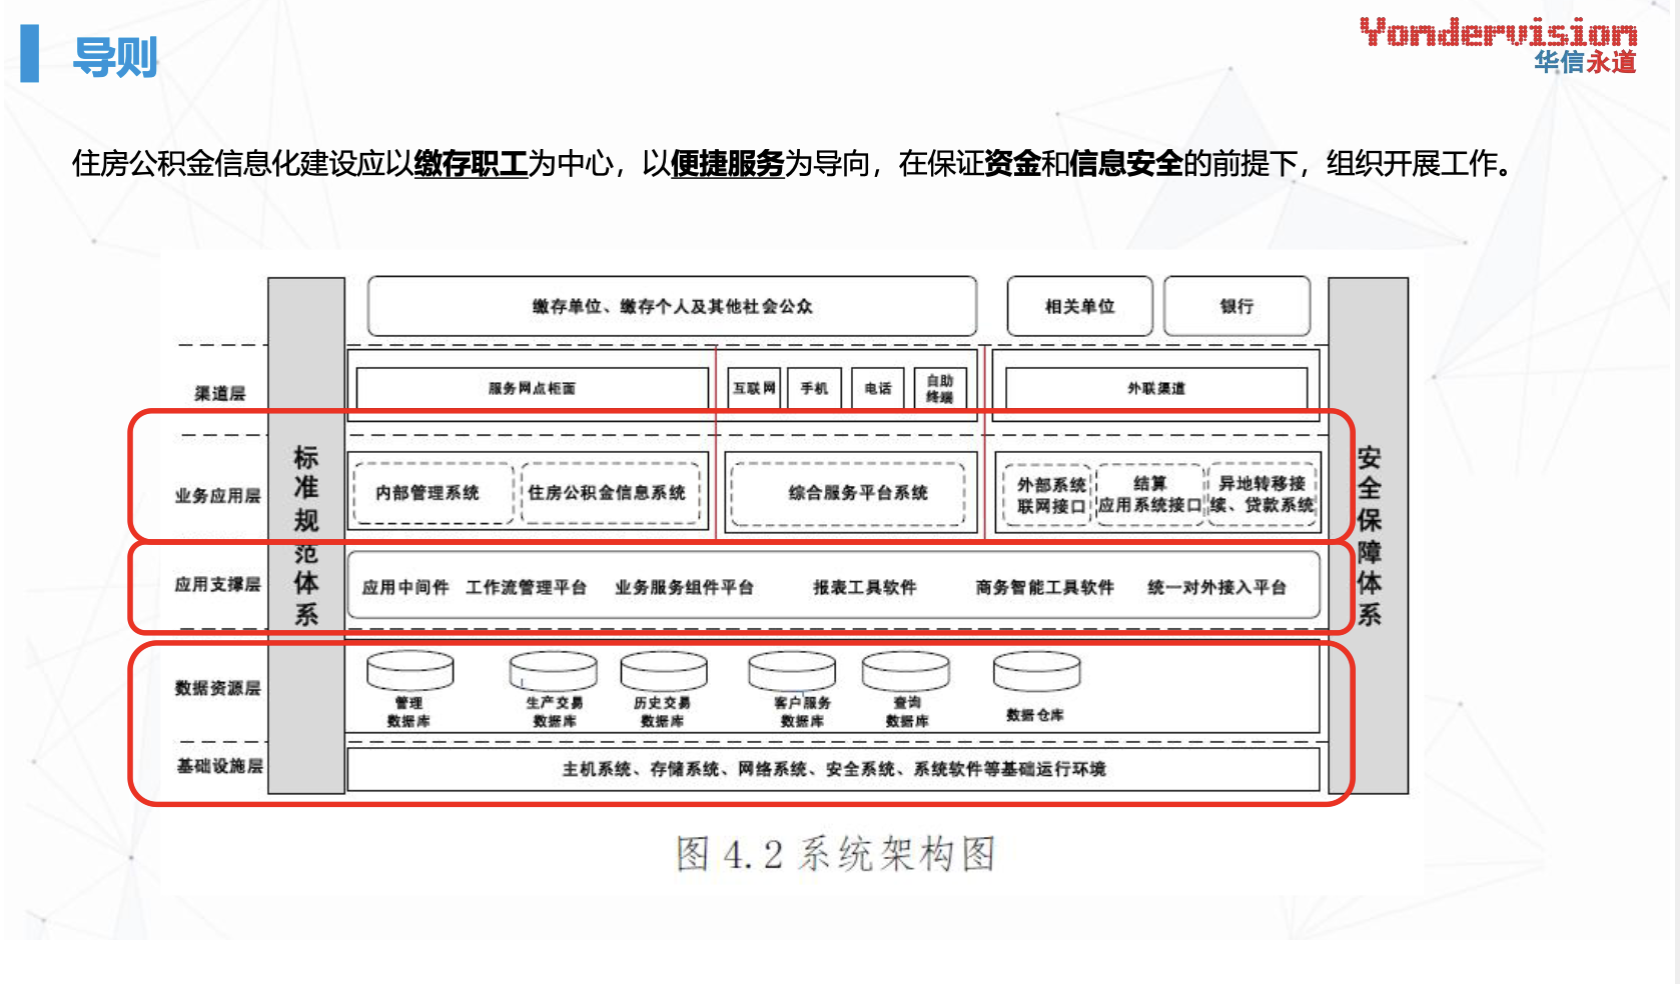 导则
Yondervision
华信永道
住房公积金信息化建设应以缴存职工为中心，以便捷服务为导向，在保证资金和信息安全的前提下，组织开展工作。
缴存单位、缴存个人及其他社会公众
相关单位
银行
渠道层
服务网点柜面
互联网
手机
电话
自助
终端
外联渠道
标准规范体系
安全保障体系
业务应用层
内部管理系统
住房公积金信息系统
综合服务平台系统
外部系统
联网接口
结算
应用系统接口
异地转移接
续、贷款系统
应用支撑层
应用中间件
工作流管理平台
业务服务组件平台
报表工具软件
商务智能工具软件
统一对外接入平台
数据资源层
管理
数据库
生产交易
数据库
历史交易
数据库
客户服务
数据库
查询
数据库
数据仓库
基础设施层
主机系统、存储系统、网络系统、安全系统、系统软件等基础运行环境
图 4.2 系统架构图